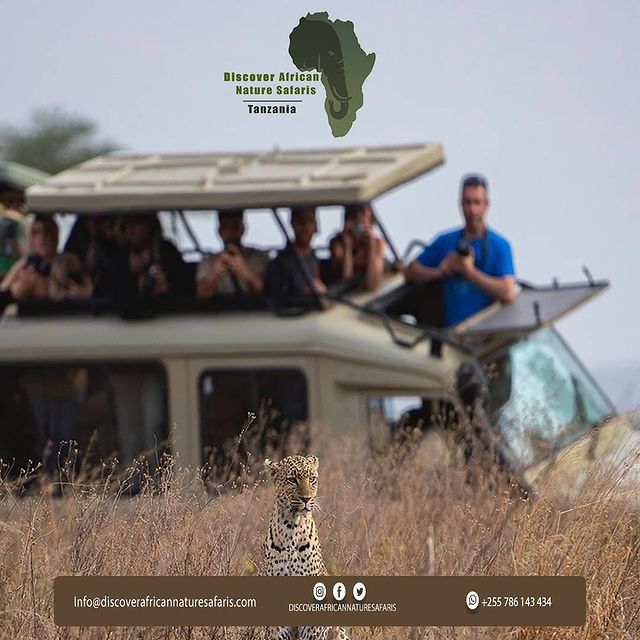 Discover African
Nature Safaris
Tanzania
Info@discoverafricannaturesafaris.com
DISCOVERAFRICANNATURESAFARIS
+255 786 143 434